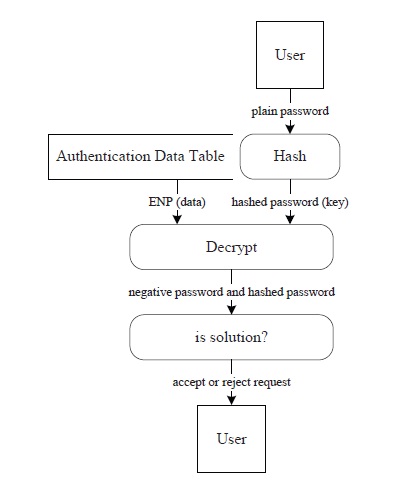 User
plain password
Authentication Data Table
Hash
ENP (data)
hashed password (key)
Decrypt
negative password and hashed password
is solution?
accept or reject request
User